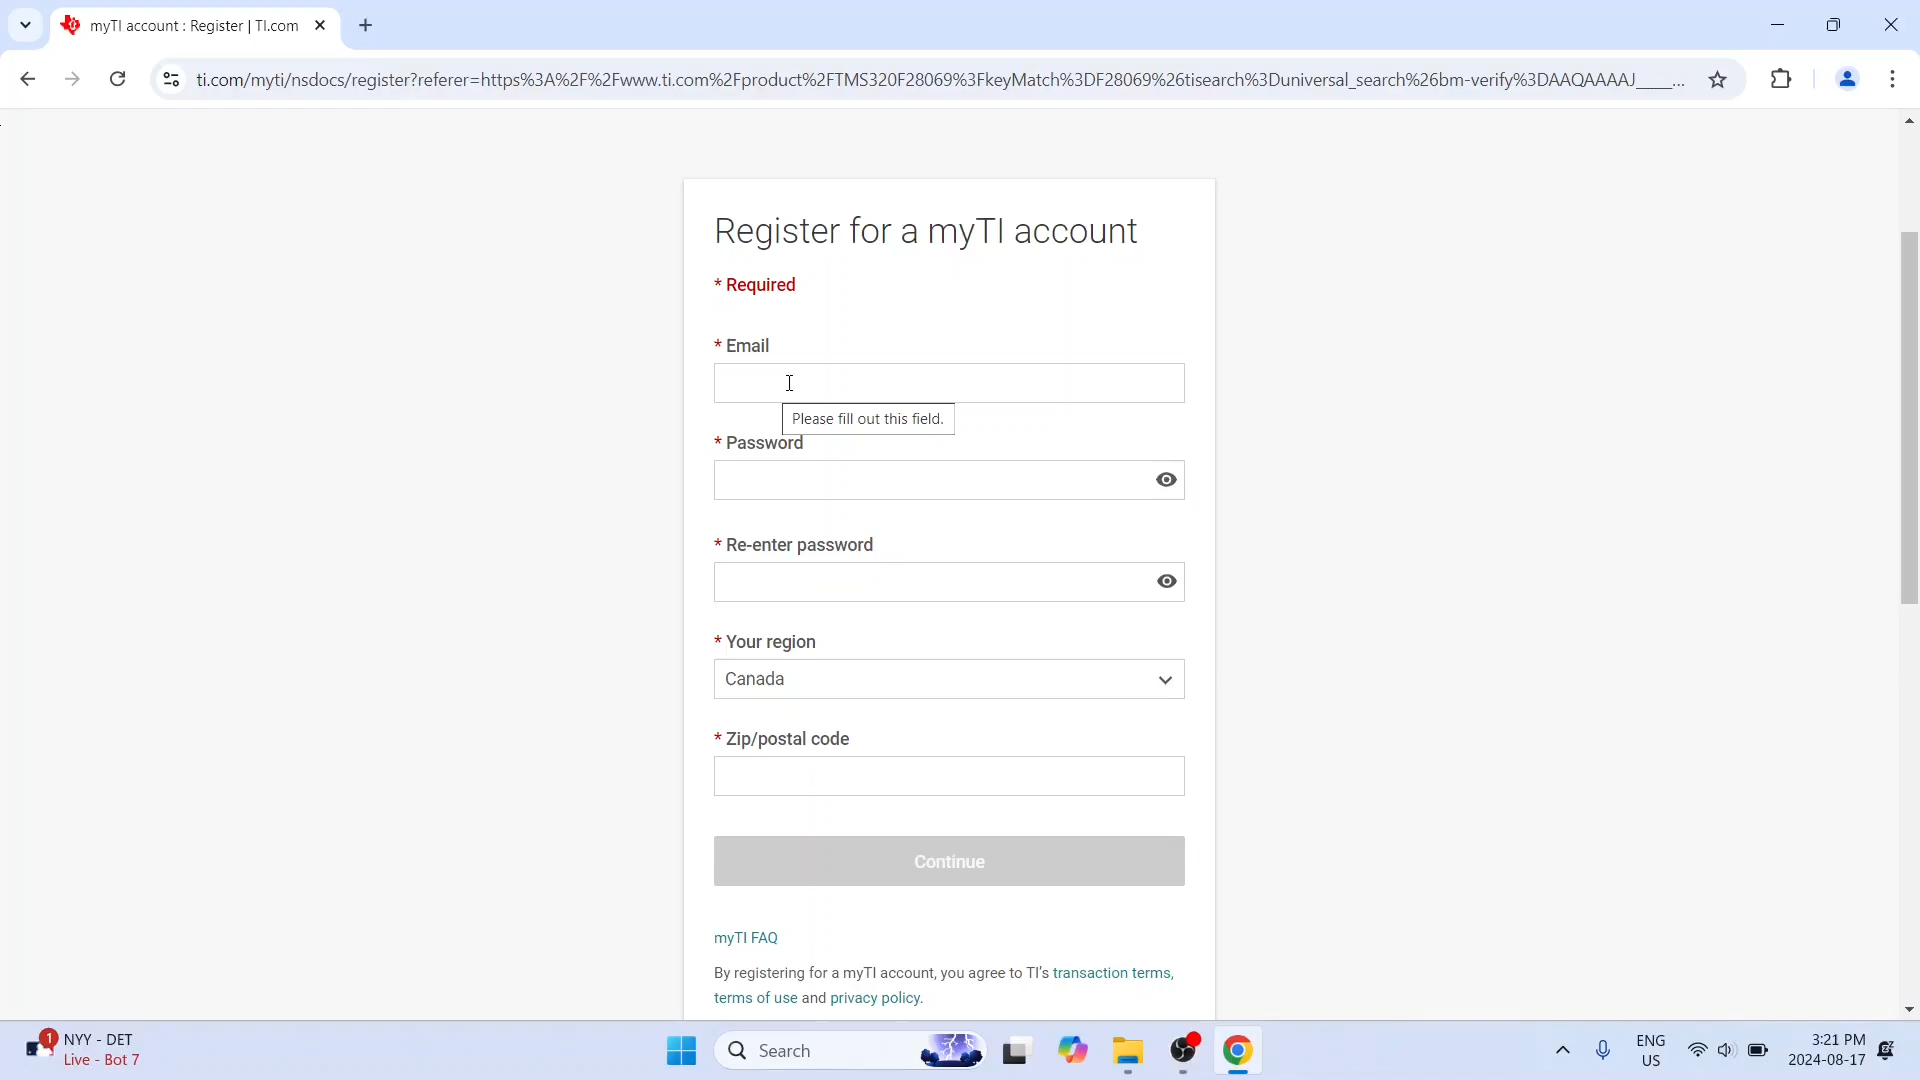 myTI account : Register | TI.com
ti.com/myti/nsdocs/register?referer=https%3A%2F%2Fwww.ti.com%2Fproduct%2FTMS320F28069%3FkeyMatch%3DF28069%26tisearch%3Duniversal_search%26bm-verify%3DAAQAAAAJ_____...
Register for a myTI account
* Required
* Email
Please fill out this field.
* Password
* Re-enter password
* Your region
Canada
* Zip/postal code
Continue
myTI FAQ
By registering for a myTI account, you agree to TI's transaction terms,
terms of use and privacy policy.
1
NYY - DET
Live - Bot 7
Search
ENG
US
3:21 PM
2024-08-17